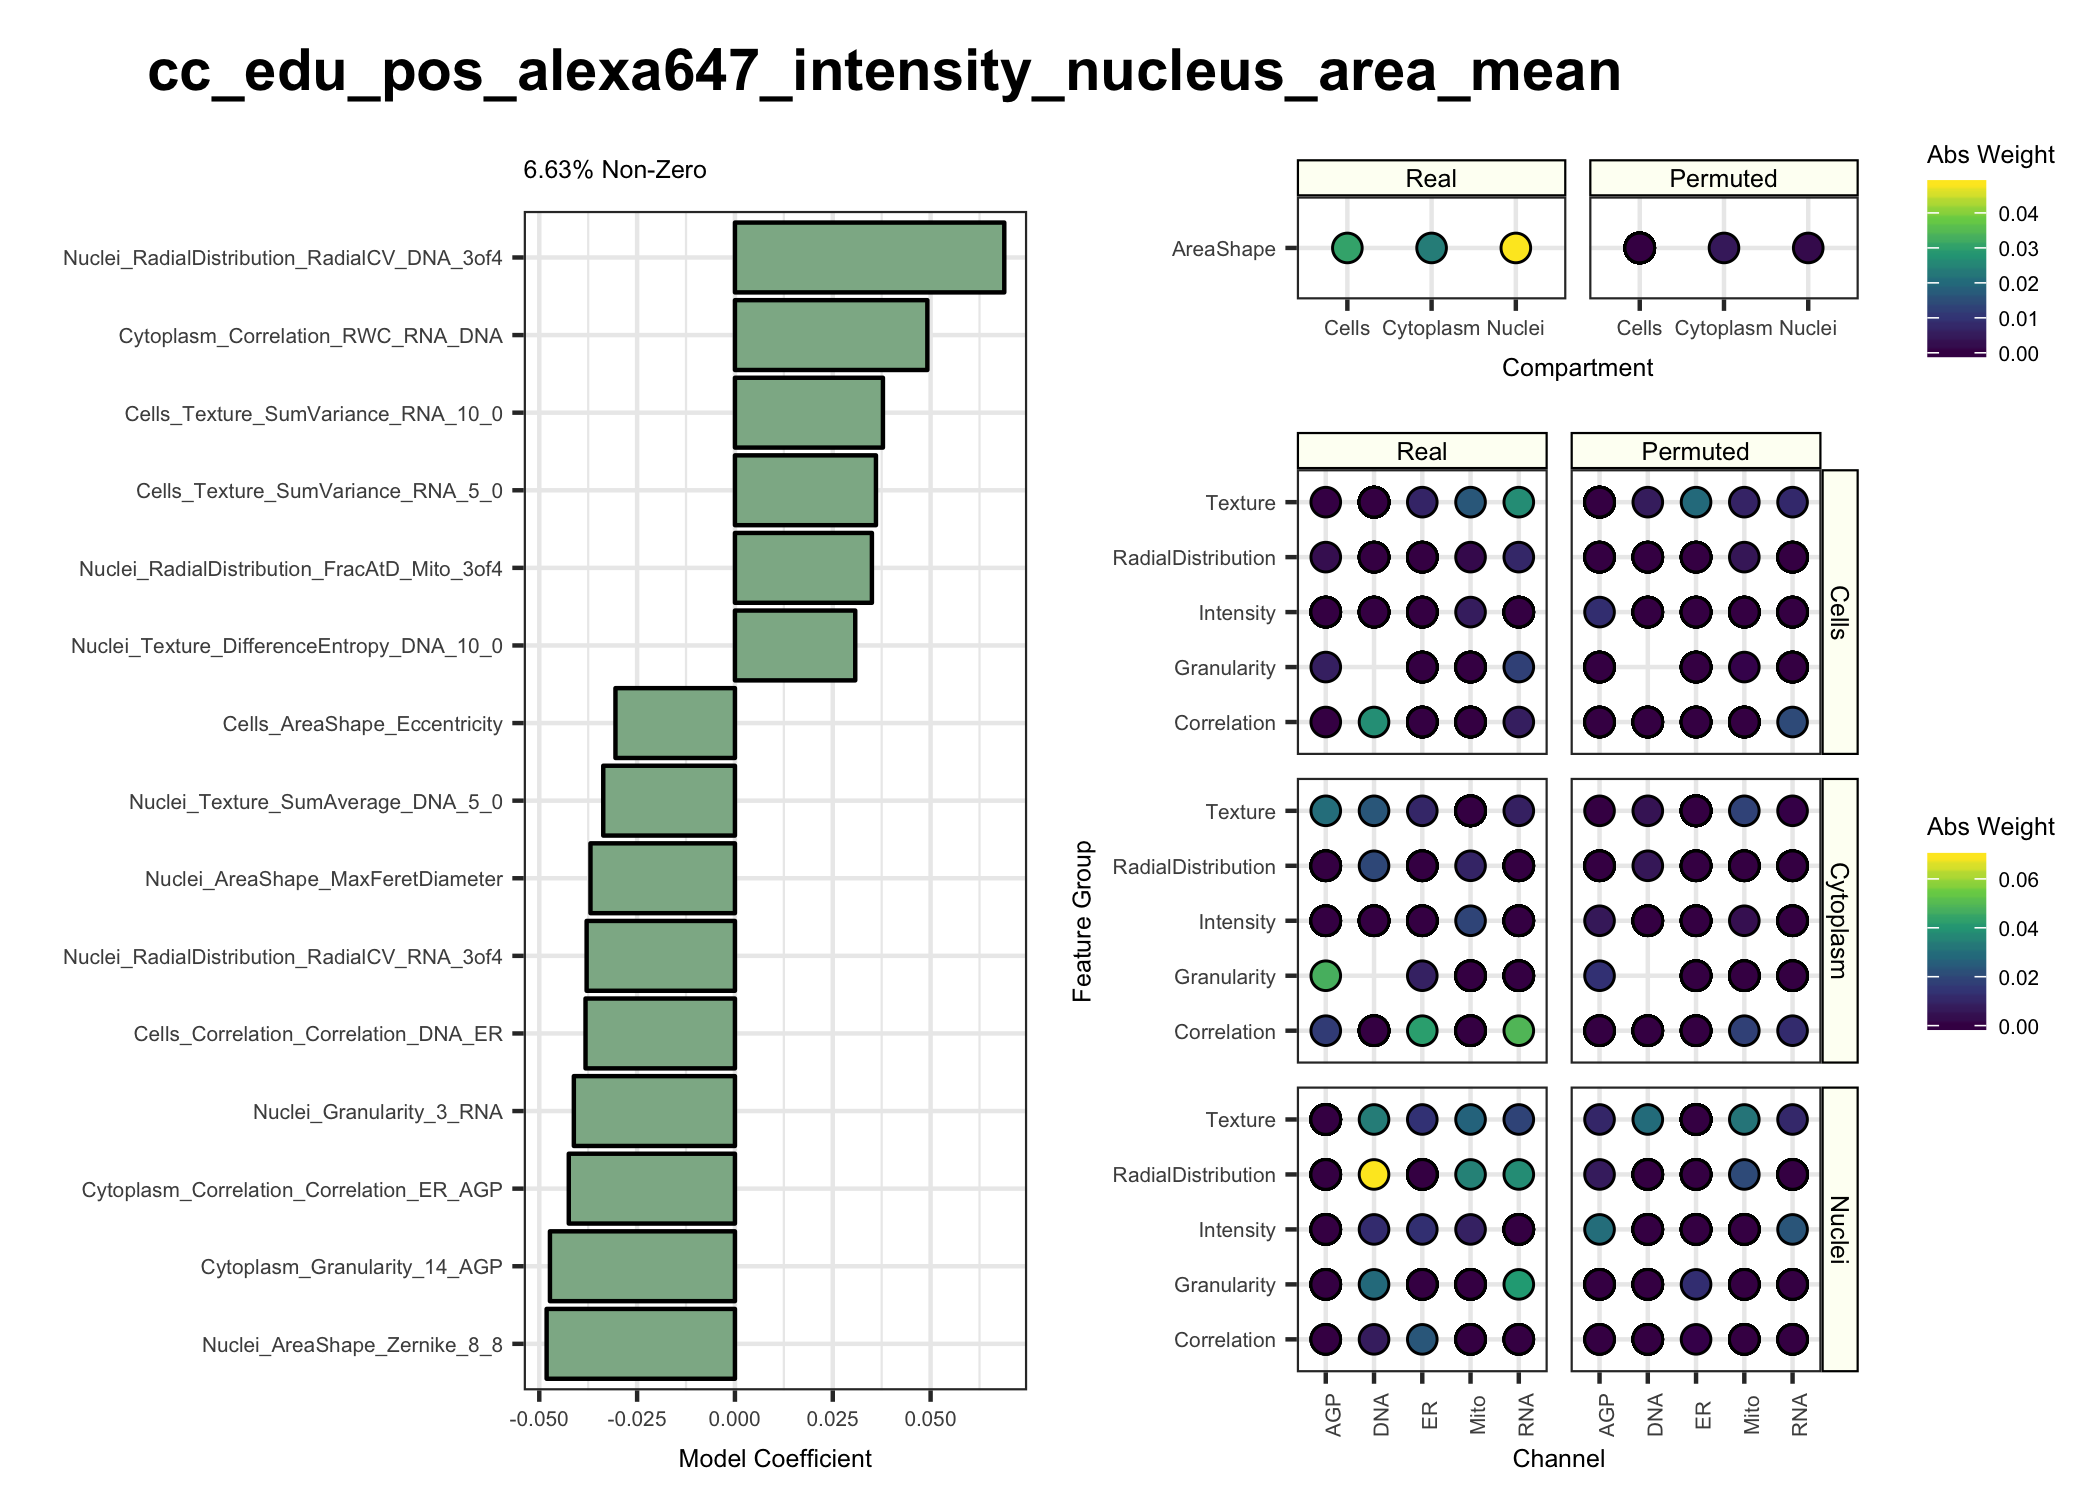 cc_edu_pos_alexa647_intensity_nucleus_area_mean
6.63% Non-Zero
Nuclei_RadialDistribution_RadialCV_DNA_3of4
Cytoplasm_Correlation_RWC_RNA_DNA
Cells_Texture_SumVariance_RNA_10_0
Cells_Texture_SumVariance_RNA_5_0
Nuclei_RadialDistribution_FracAtD_Mito_3of4
Nuclei_Texture_DifferenceEntropy_DNA_10_0
Cells_AreaShape_Eccentricity
Nuclei_Texture_SumAverage_DNA_5_0
Nuclei_AreaShape_MaxFeretDiameter
Nuclei_RadialDistribution_RadialCV_RNA_3of4
Cells_Correlation_Correlation_DNA_ER
Nuclei_Granularity_3_RNA
Cytoplasm_Correlation_Correlation_ER_AGP
Cytoplasm_Granularity_14_AGP
Nuclei_AreaShape_Zernike_8_8
-0.050 -0.025 0.000 0.025 0.050
Model Coefficient
Real Permuted
AreaShape
Cells Cytoplasm Nuclei Cells Cytoplasm Nuclei
Compartment
Abs Weight
0.04
0.03
0.02
0.01
0.00
Real Permuted
Feature Group
Texture
RadialDistribution
Intensity
Granularity
Correlation
Cells
Texture
RadialDistribution
Intensity
Granularity
Correlation
Cytoplasm
Texture
RadialDistribution
Intensity
Granularity
Correlation
Nuclei
AGP DNA ER Mito RNA AGP DNA ER Mito RNA
Channel
Abs Weight
0.06
0.04
0.02
0.00